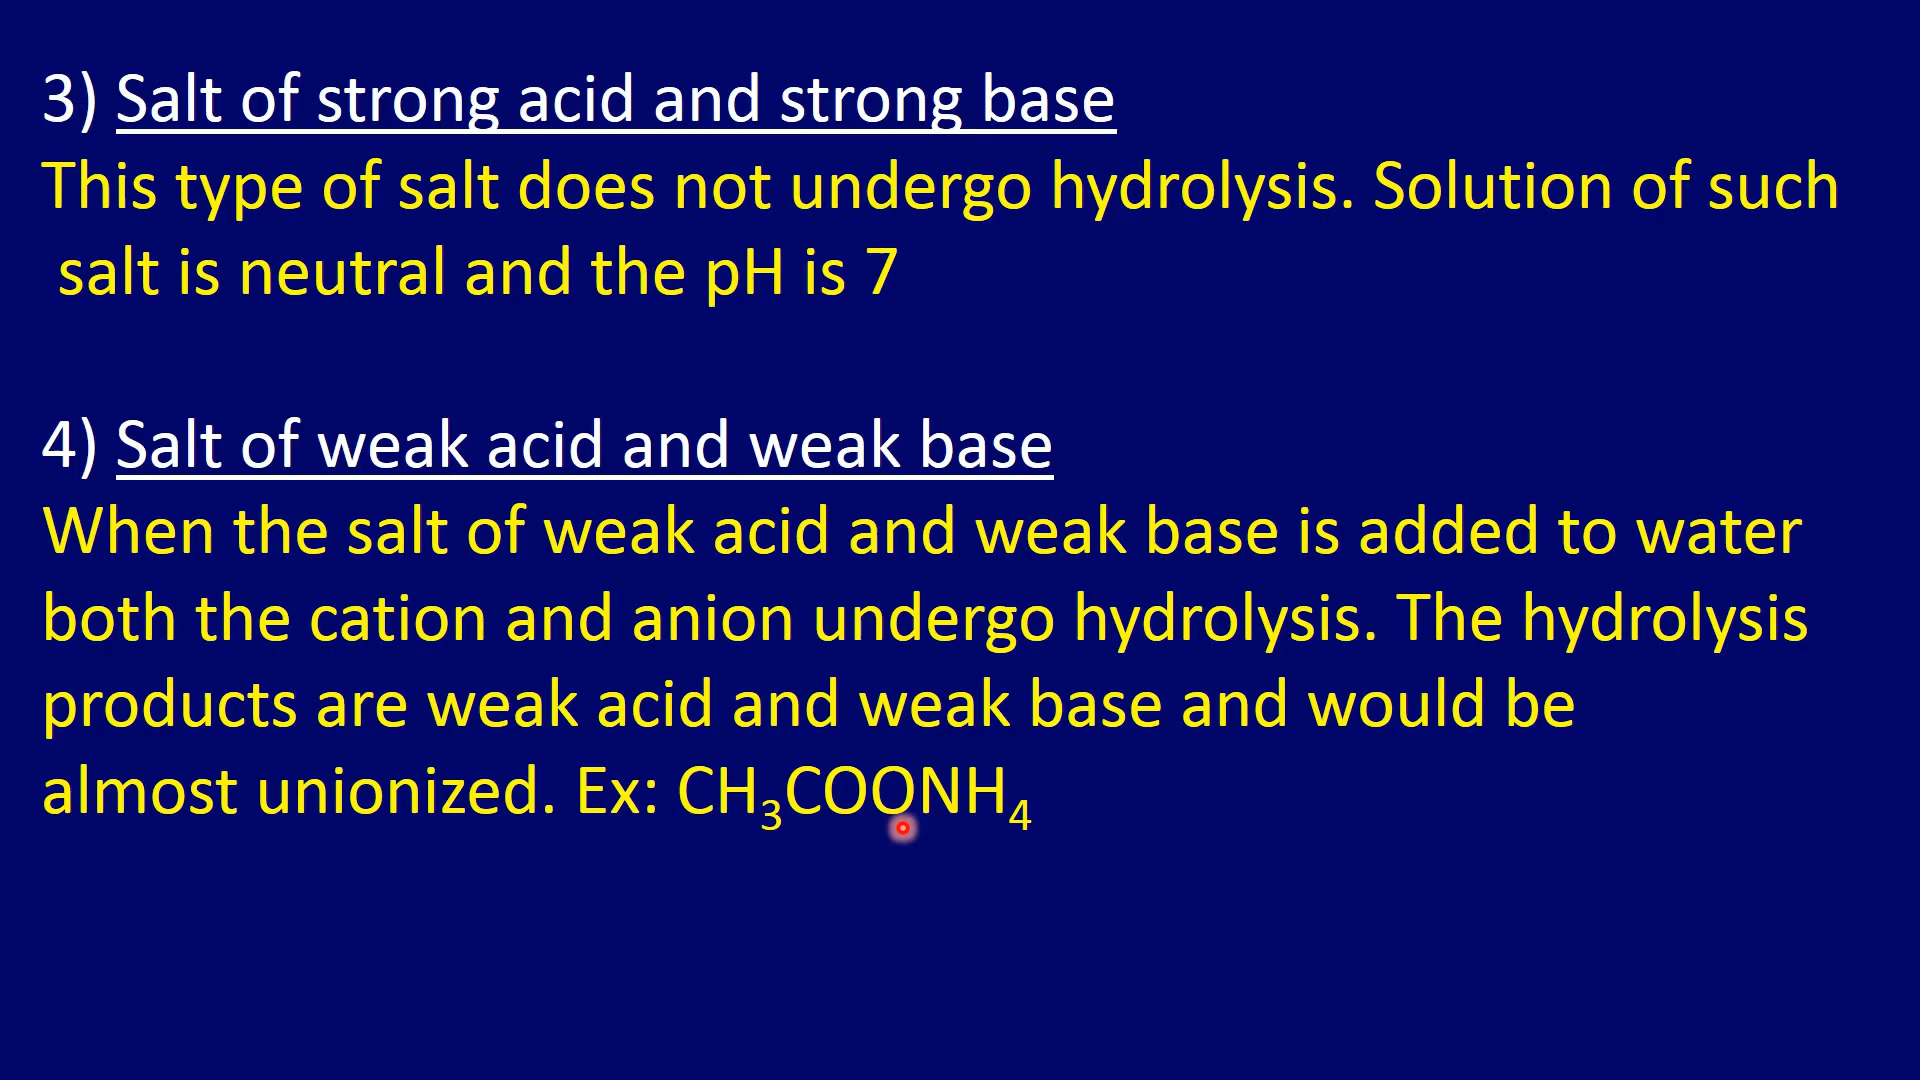 3) Salt of strong acid and strong base
This type of salt does not undergo hydrolysis. Solution of such
salt is neutral and the pH is 7
4) Salt of weak acid and weak base
When the salt of weak acid and weak base is added to water
both the cation and anion undergo hydrolysis. The hydrolysis
products are weak acid and weak base and would be
almost unionized. Ex: CH₃COONH₄